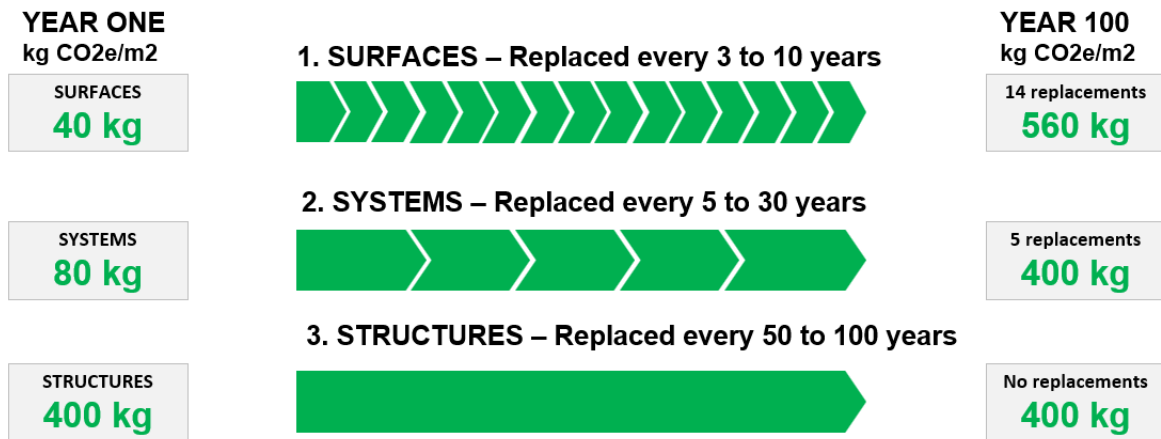 YEAR ONE
kg CO2e/m2
YEAR 100
kg CO2e/m2
1. SURFACES – Replaced every 3 to 10 years
SURFACES
40 kg
14 replacements
560 kg
2. SYSTEMS – Replaced every 5 to 30 years
SYSTEMS
80 kg
5 replacements
400 kg
3. STRUCTURES – Replaced every 50 to 100 years
STRUCTURES
400 kg
No replacements
400 kg